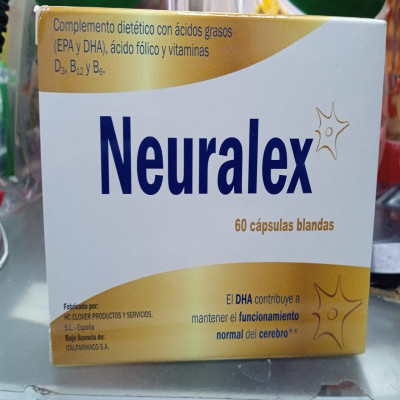 Complemento dietético con ácidos grasos
(EPA y DHA), ácido fólico y vitaminas
D3, B12 y B6.
Neuralex
60 cápsulas blandas
El DHA contribuye a
mantener el funcionamiento
normal del cerebro**
Fabricado por:
HC CLOVER PRODUCTOS Y SERVICIOS,
S.L. - España
Bajo licencia de:
ITALFARMACO S.A.